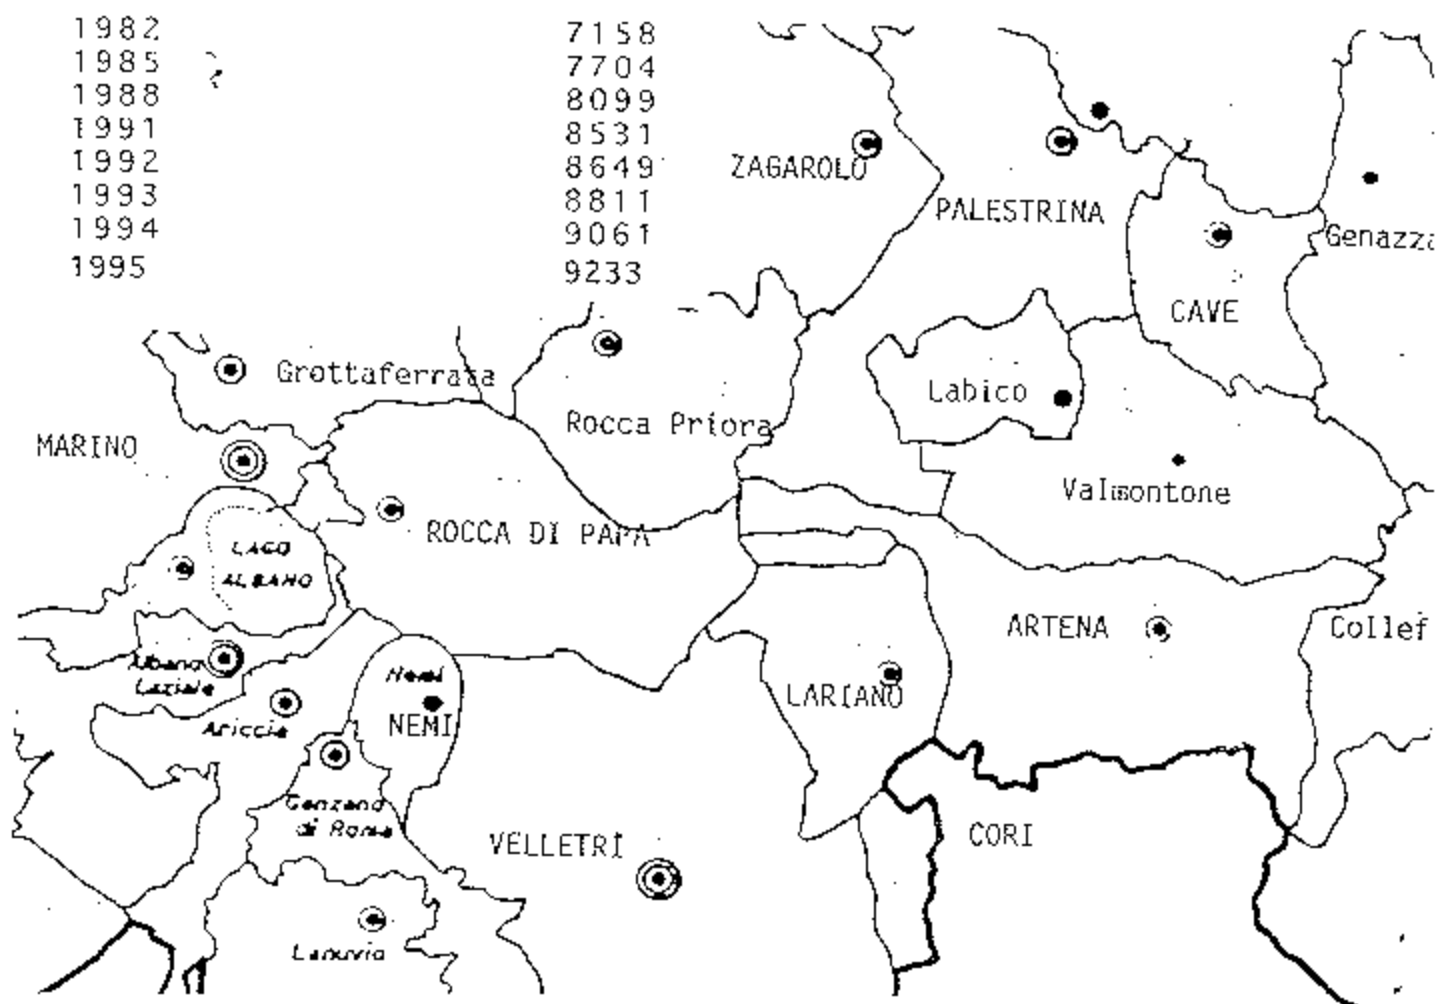 1982 7158
1985 7704
1988 8099
1991 8531
1992 8649
1993 8811
1994 9061
1995 9233
ZAGAROLO
PALESTRINA
Genazza
CAVE
Grottaferrata
Labico
Rocca Priora
MARINO
Valmontone
ROCCA DI PAPA
LAGO
ALBANO
ARTENA
Collef
Albano
Laziale
Nemi
LARIANO
Ariccia
NEMI
Genzano
di Roma
VELLETRI
CORI
Lanuvio